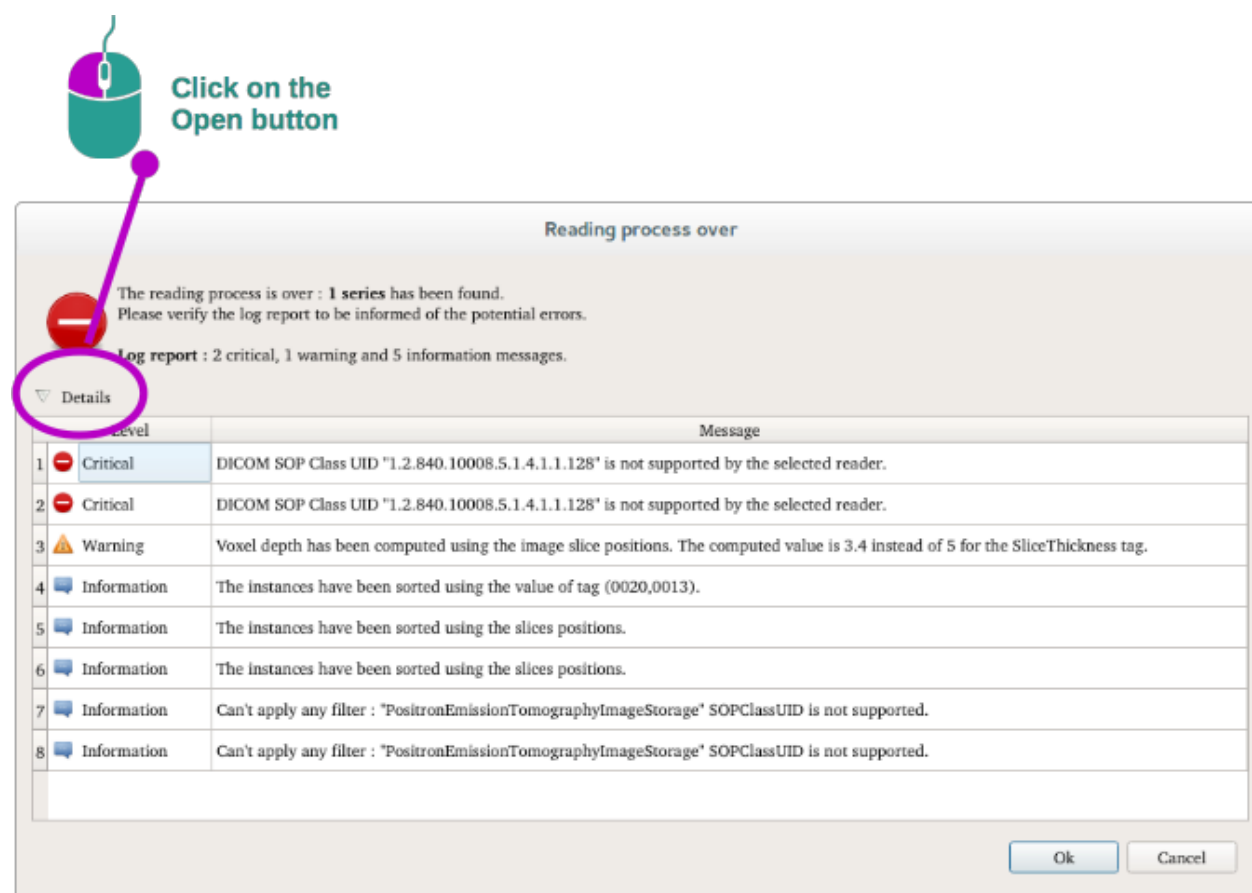 Click on the
Open button
Reading process over
The reading process is over : 1 series has been found.
Please verify the log report to be informed of the potential errors.
Log report : 2 critical, 1 warning and 5 information messages.
Details
Level Message
1 Critical DICOM SOP Class UID "1.2.840.10008.5.1.4.1.1.128" is not supported by the selected reader.
2 Critical DICOM SOP Class UID "1.2.840.10008.5.1.4.1.1.128" is not supported by the selected reader.
3 Warning Voxel depth has been computed using the image slice positions. The computed value is 3.4 instead of 5 for the SliceThickness tag.
4 Information The instances have been sorted using the value of tag (0020,0013).
5 Information The instances have been sorted using the slices positions.
6 Information The instances have been sorted using the slices positions.
7 Information Can't apply any filter : "PositronEmissionTomographyImageStorage" SOPClassUID is not supported.
8 Information Can't apply any filter : "PositronEmissionTomographyImageStorage" SOPClassUID is not supported.
Ok Cancel